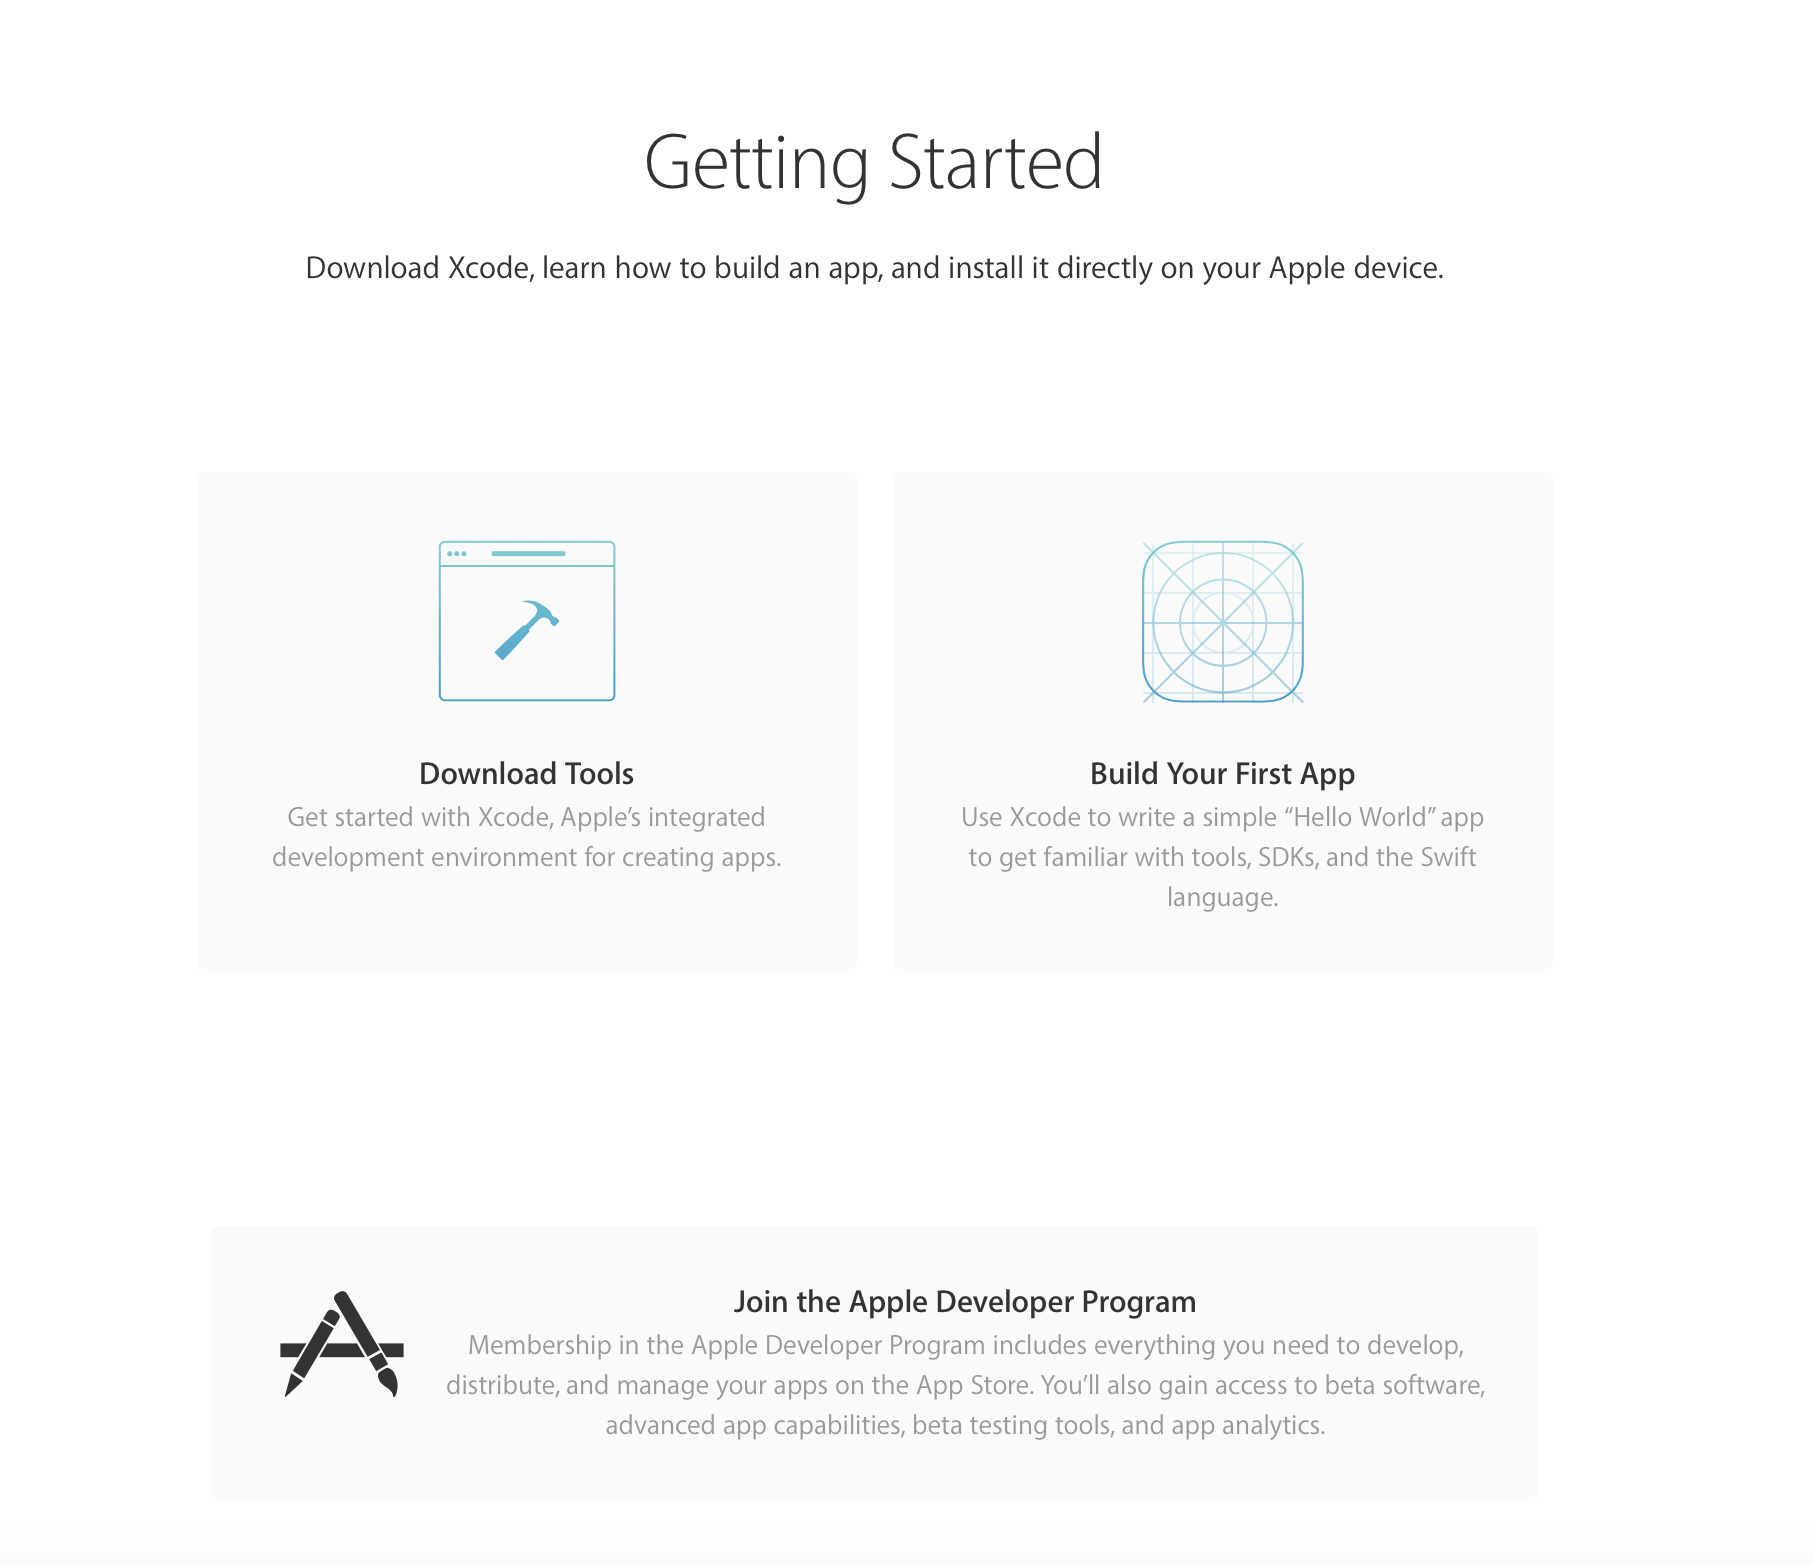 Getting Started
Download Xcode, learn how to build an app, and install it directly on your Apple device.
Download Tools
Get started with Xcode, Apple’s integrated
development environment for creating apps.
Build Your First App
Use Xcode to write a simple “Hello World” app
to get familiar with tools, SDKs, and the Swift
language.
Join the Apple Developer Program
Membership in the Apple Developer Program includes everything you need to develop,
distribute, and manage your apps on the App Store. You’ll also gain access to beta software,
advanced app capabilities, beta testing tools, and app analytics.